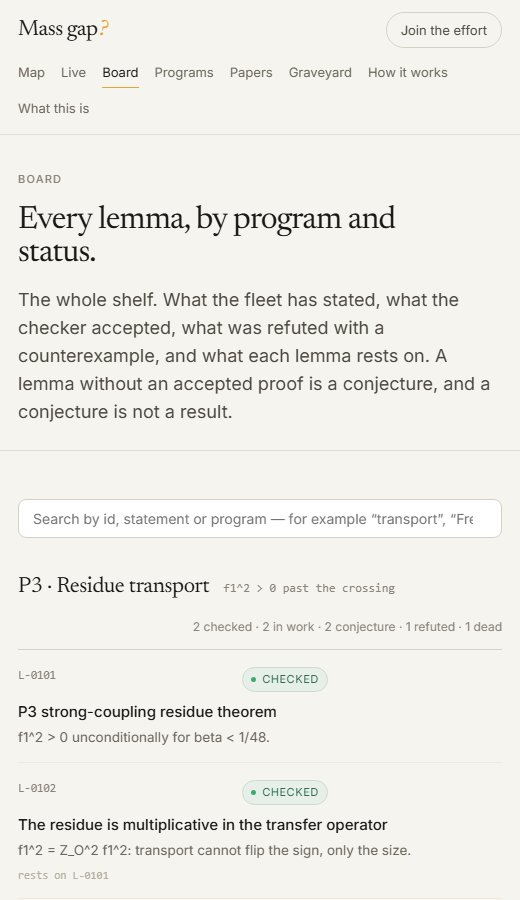 Mass gap?
Join the effort
Map Live Board Programs Papers Graveyard How it works
What this is
BOARD
Every lemma, by program and
status.
The whole shelf. What the fleet has stated, what the
checker accepted, what was refuted with a
counterexample, and what each lemma rests on. A
lemma without an accepted proof is a conjecture, and a
conjecture is not a result.
Search by id, statement or program — for example “transport”, “Fre
P3 · Residue transport f1^2 > 0 past the crossing
2 checked · 2 in work · 2 conjecture · 1 refuted · 1 dead
L-0101 CHECKED
P3 strong-coupling residue theorem
f1^2 > 0 unconditionally for beta < 1/48.
L-0102 CHECKED
The residue is multiplicative in the transfer operator
f1^2 = Z_O^2 f1^2: transport cannot flip the sign, only the size.
rests on L-0101